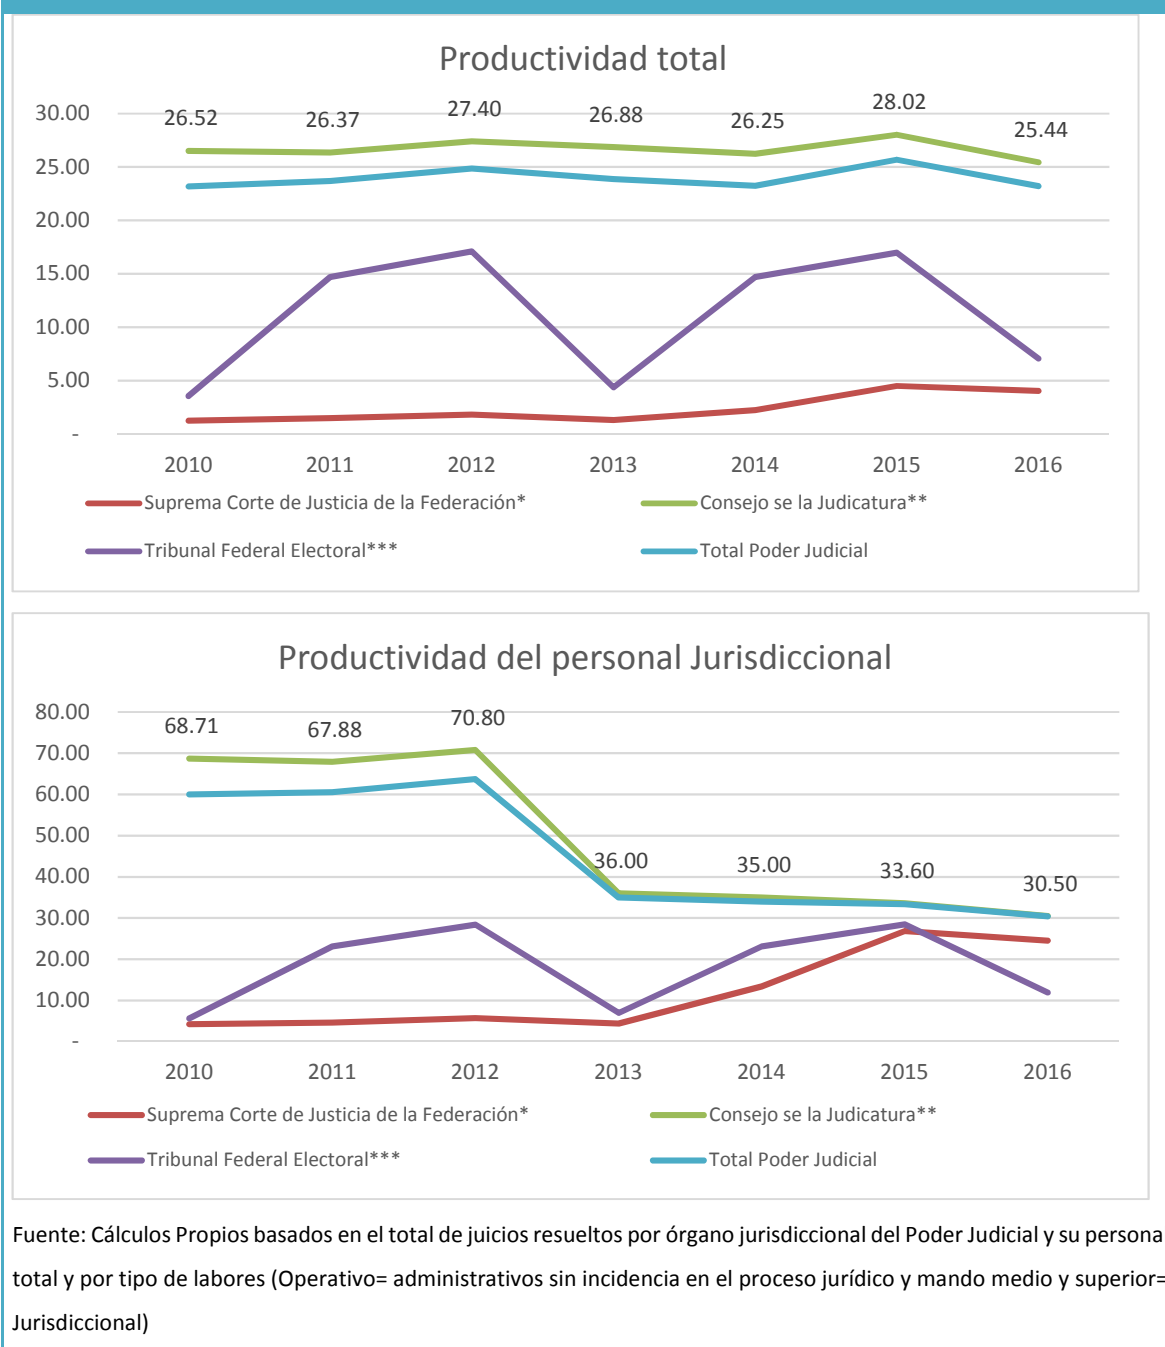 Productividad total
30.00
25.00
20.00
15.00
10.00
5.00
-
26.52
26.37
27.40
26.88
26.25
28.02
25.44
2010 2011 2012 2013 2014 2015 2016
Suprema Corte de Justicia de la Federación* Consejo se la Judicatura**
Tribunal Federal Electoral*** Total Poder Judicial
Productividad del personal Jurisdiccional
80.00
70.00
60.00
50.00
40.00
30.00
20.00
10.00
-
68.71
67.88
70.80
36.00
35.00
33.60
30.50
2010 2011 2012 2013 2014 2015 2016
Suprema Corte de Justicia de la Federación* Consejo se la Judicatura**
Tribunal Federal Electoral*** Total Poder Judicial
Fuente: Cálculos Propios basados en el total de juicios resueltos por órgano jurisdiccional del Poder Judicial y su persona
total y por tipo de labores (Operativo= administrativos sin incidencia en el proceso jurídico y mando medio y superior=
Jurisdiccional)